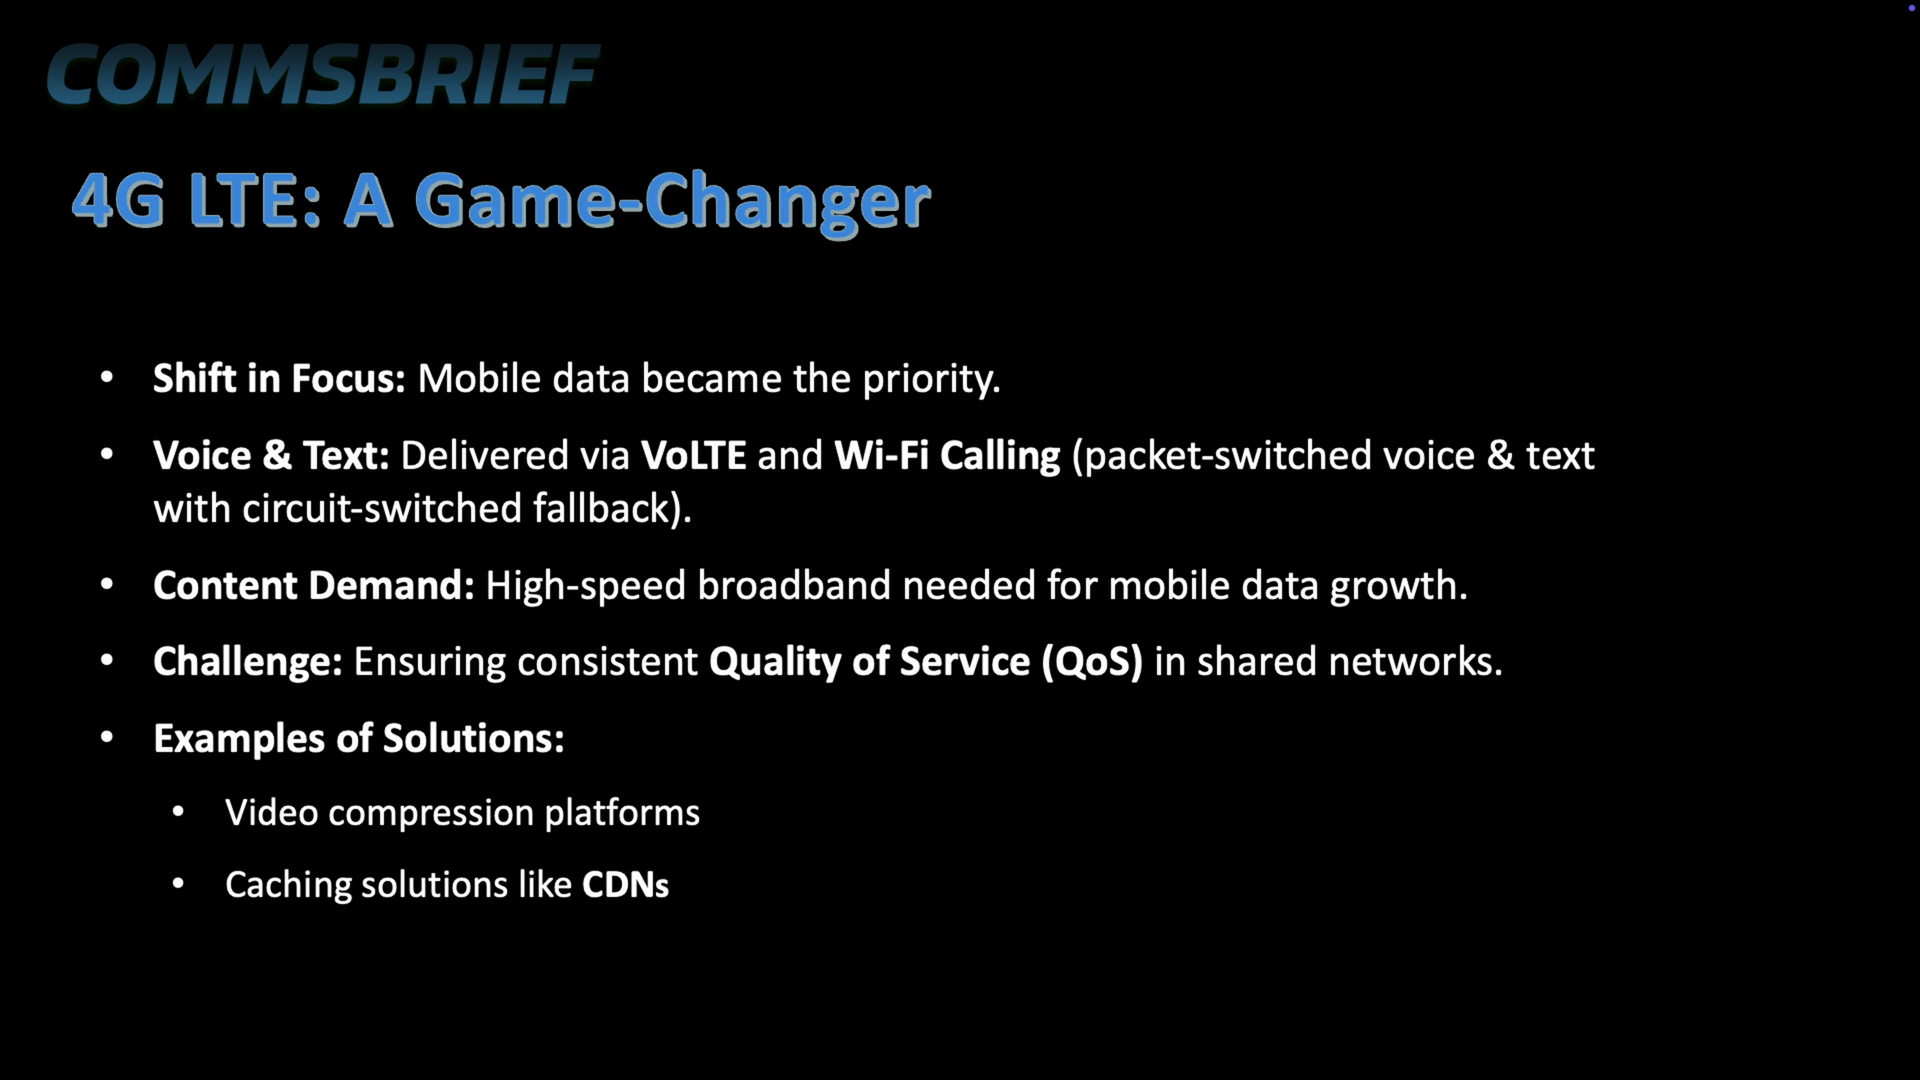 COMMSBRIEF
4G LTE: A Game-Changer
• Shift in Focus: Mobile data became the priority.
• Voice & Text: Delivered via VoLTE and Wi-Fi Calling (packet-switched voice & text
with circuit-switched fallback).
• Content Demand: High-speed broadband needed for mobile data growth.
• Challenge: Ensuring consistent Quality of Service (QoS) in shared networks.
• Examples of Solutions:
• Video compression platforms
• Caching solutions like CDNs